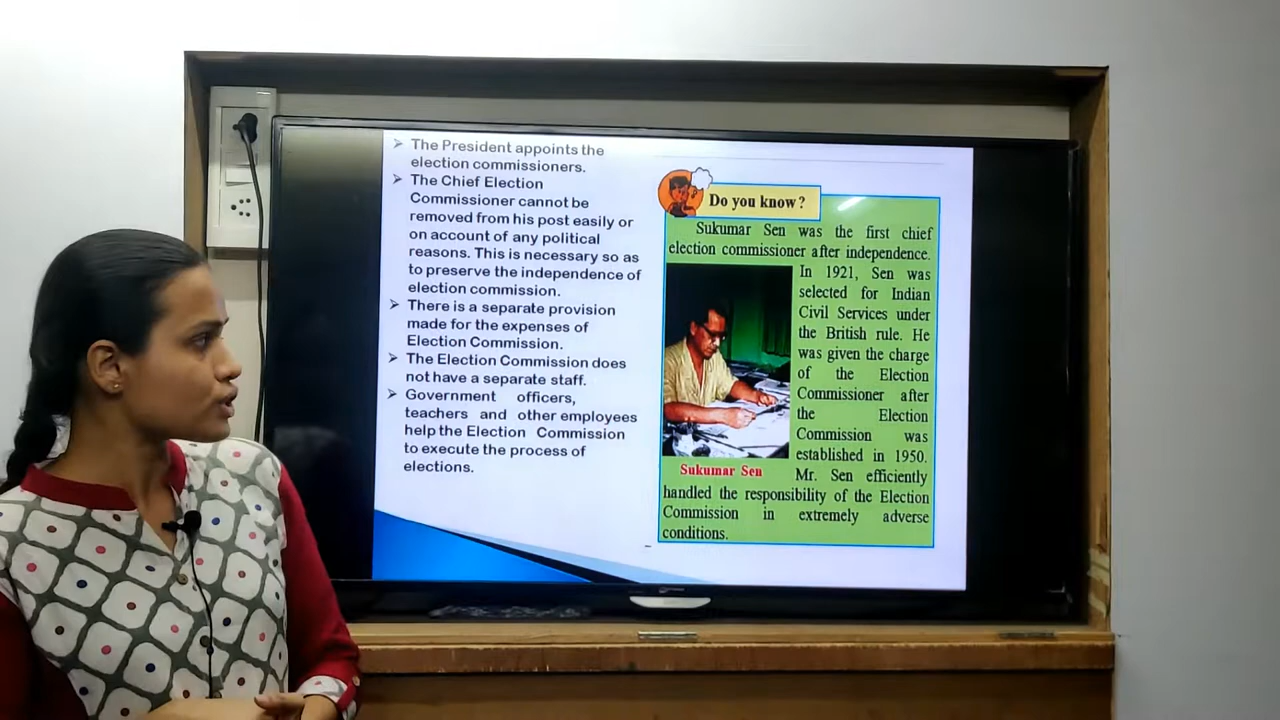 ➢ The President appoints the
election commissioners.
➢ The Chief Election
Commissioner cannot be
removed from his post easily or
on account of any political
reasons. This is necessary so as
to preserve the independence of
election commission.
➢ There is a separate provision
made for the expenses of
Election Commission.
➢ The Election Commission does
not have a separate staff.
➢ Government officers,
teachers and other employees
help the Election Commission
to execute the process of
elections.
Do you know?
Sukumar Sen was the first chief
election commissioner after independence.
In 1921, Sen was
selected for Indian
Civil Services under
the British rule. He
was given the charge
of the Election
Commissioner after
the Election
Commission was
established in 1950.
Sukumar Sen
Mr. Sen efficiently
handled the responsibility of the Election
Commission in extremely adverse
conditions.